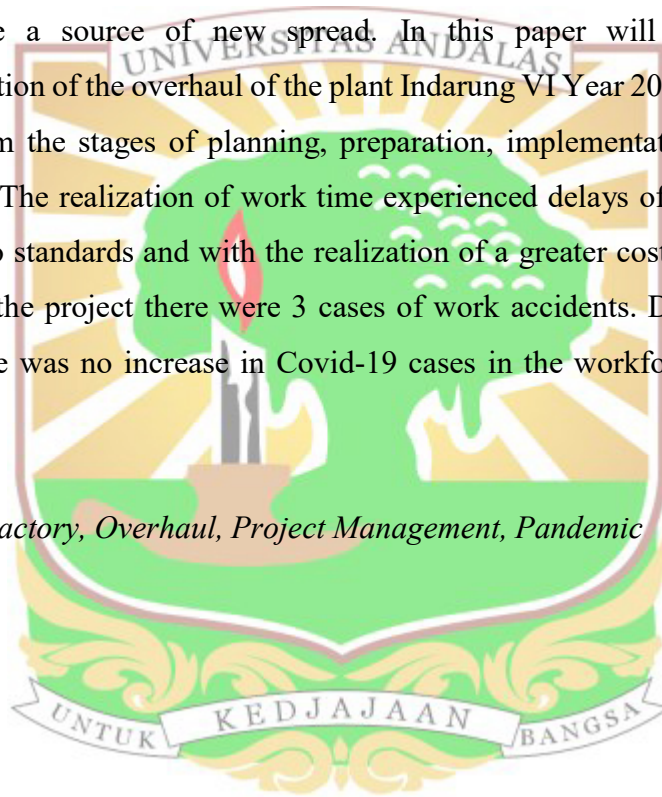 a source of new spread. In this paper will
UNIVERSITAS ANDALAS
tion of the overhaul of the plant Indarung VI Year 20
the stages of planning, preparation, implementat
The realization of work time experienced delays of
standards and with the realization of a greater cost
the project there were 3 cases of work accidents. D
was no increase in Covid-19 cases in the workfo
actory, Overhaul, Project Management, Pandemic
UNTUK KEDJAJAAN BANGSA